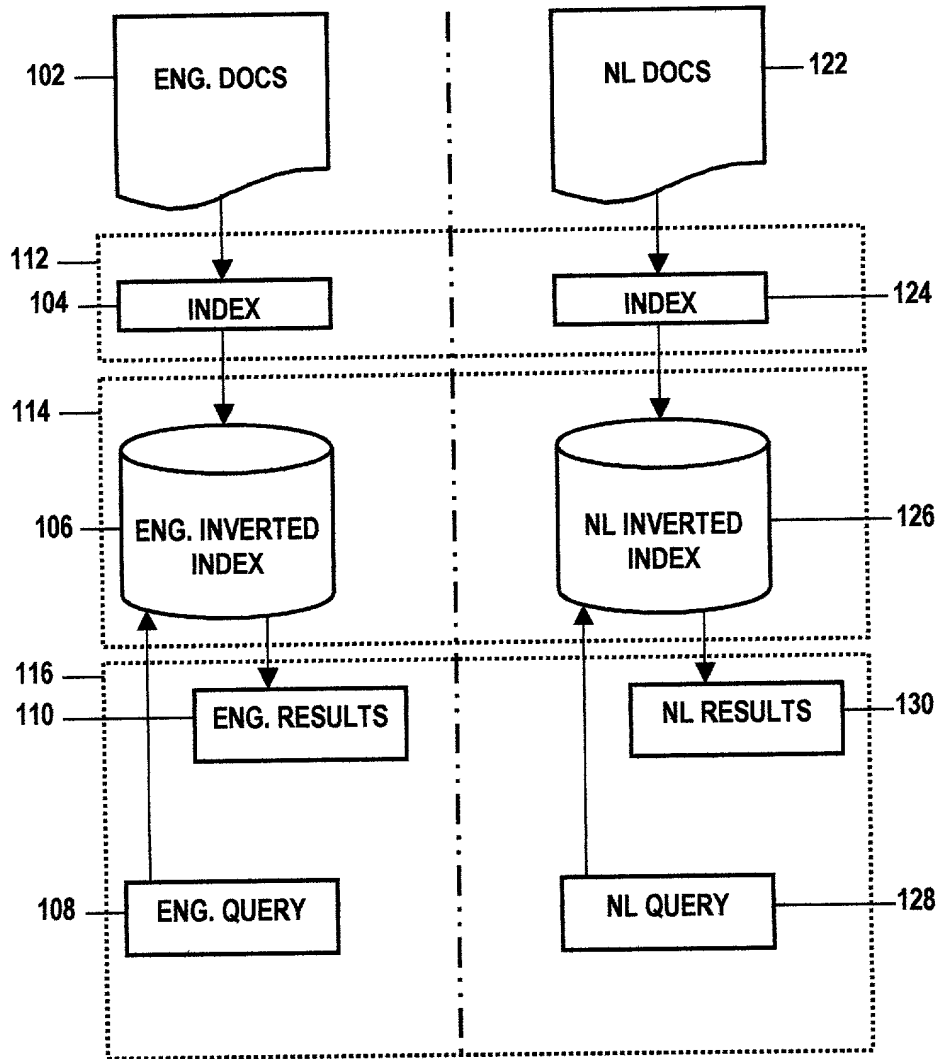 102
ENG. DOCS
NL DOCS
122
112
104
INDEX
INDEX
124
114
106
ENG. INVERTED
INDEX
NL INVERTED
INDEX
126
116
110
ENG. RESULTS
NL RESULTS
130
108
ENG. QUERY
NL QUERY
128